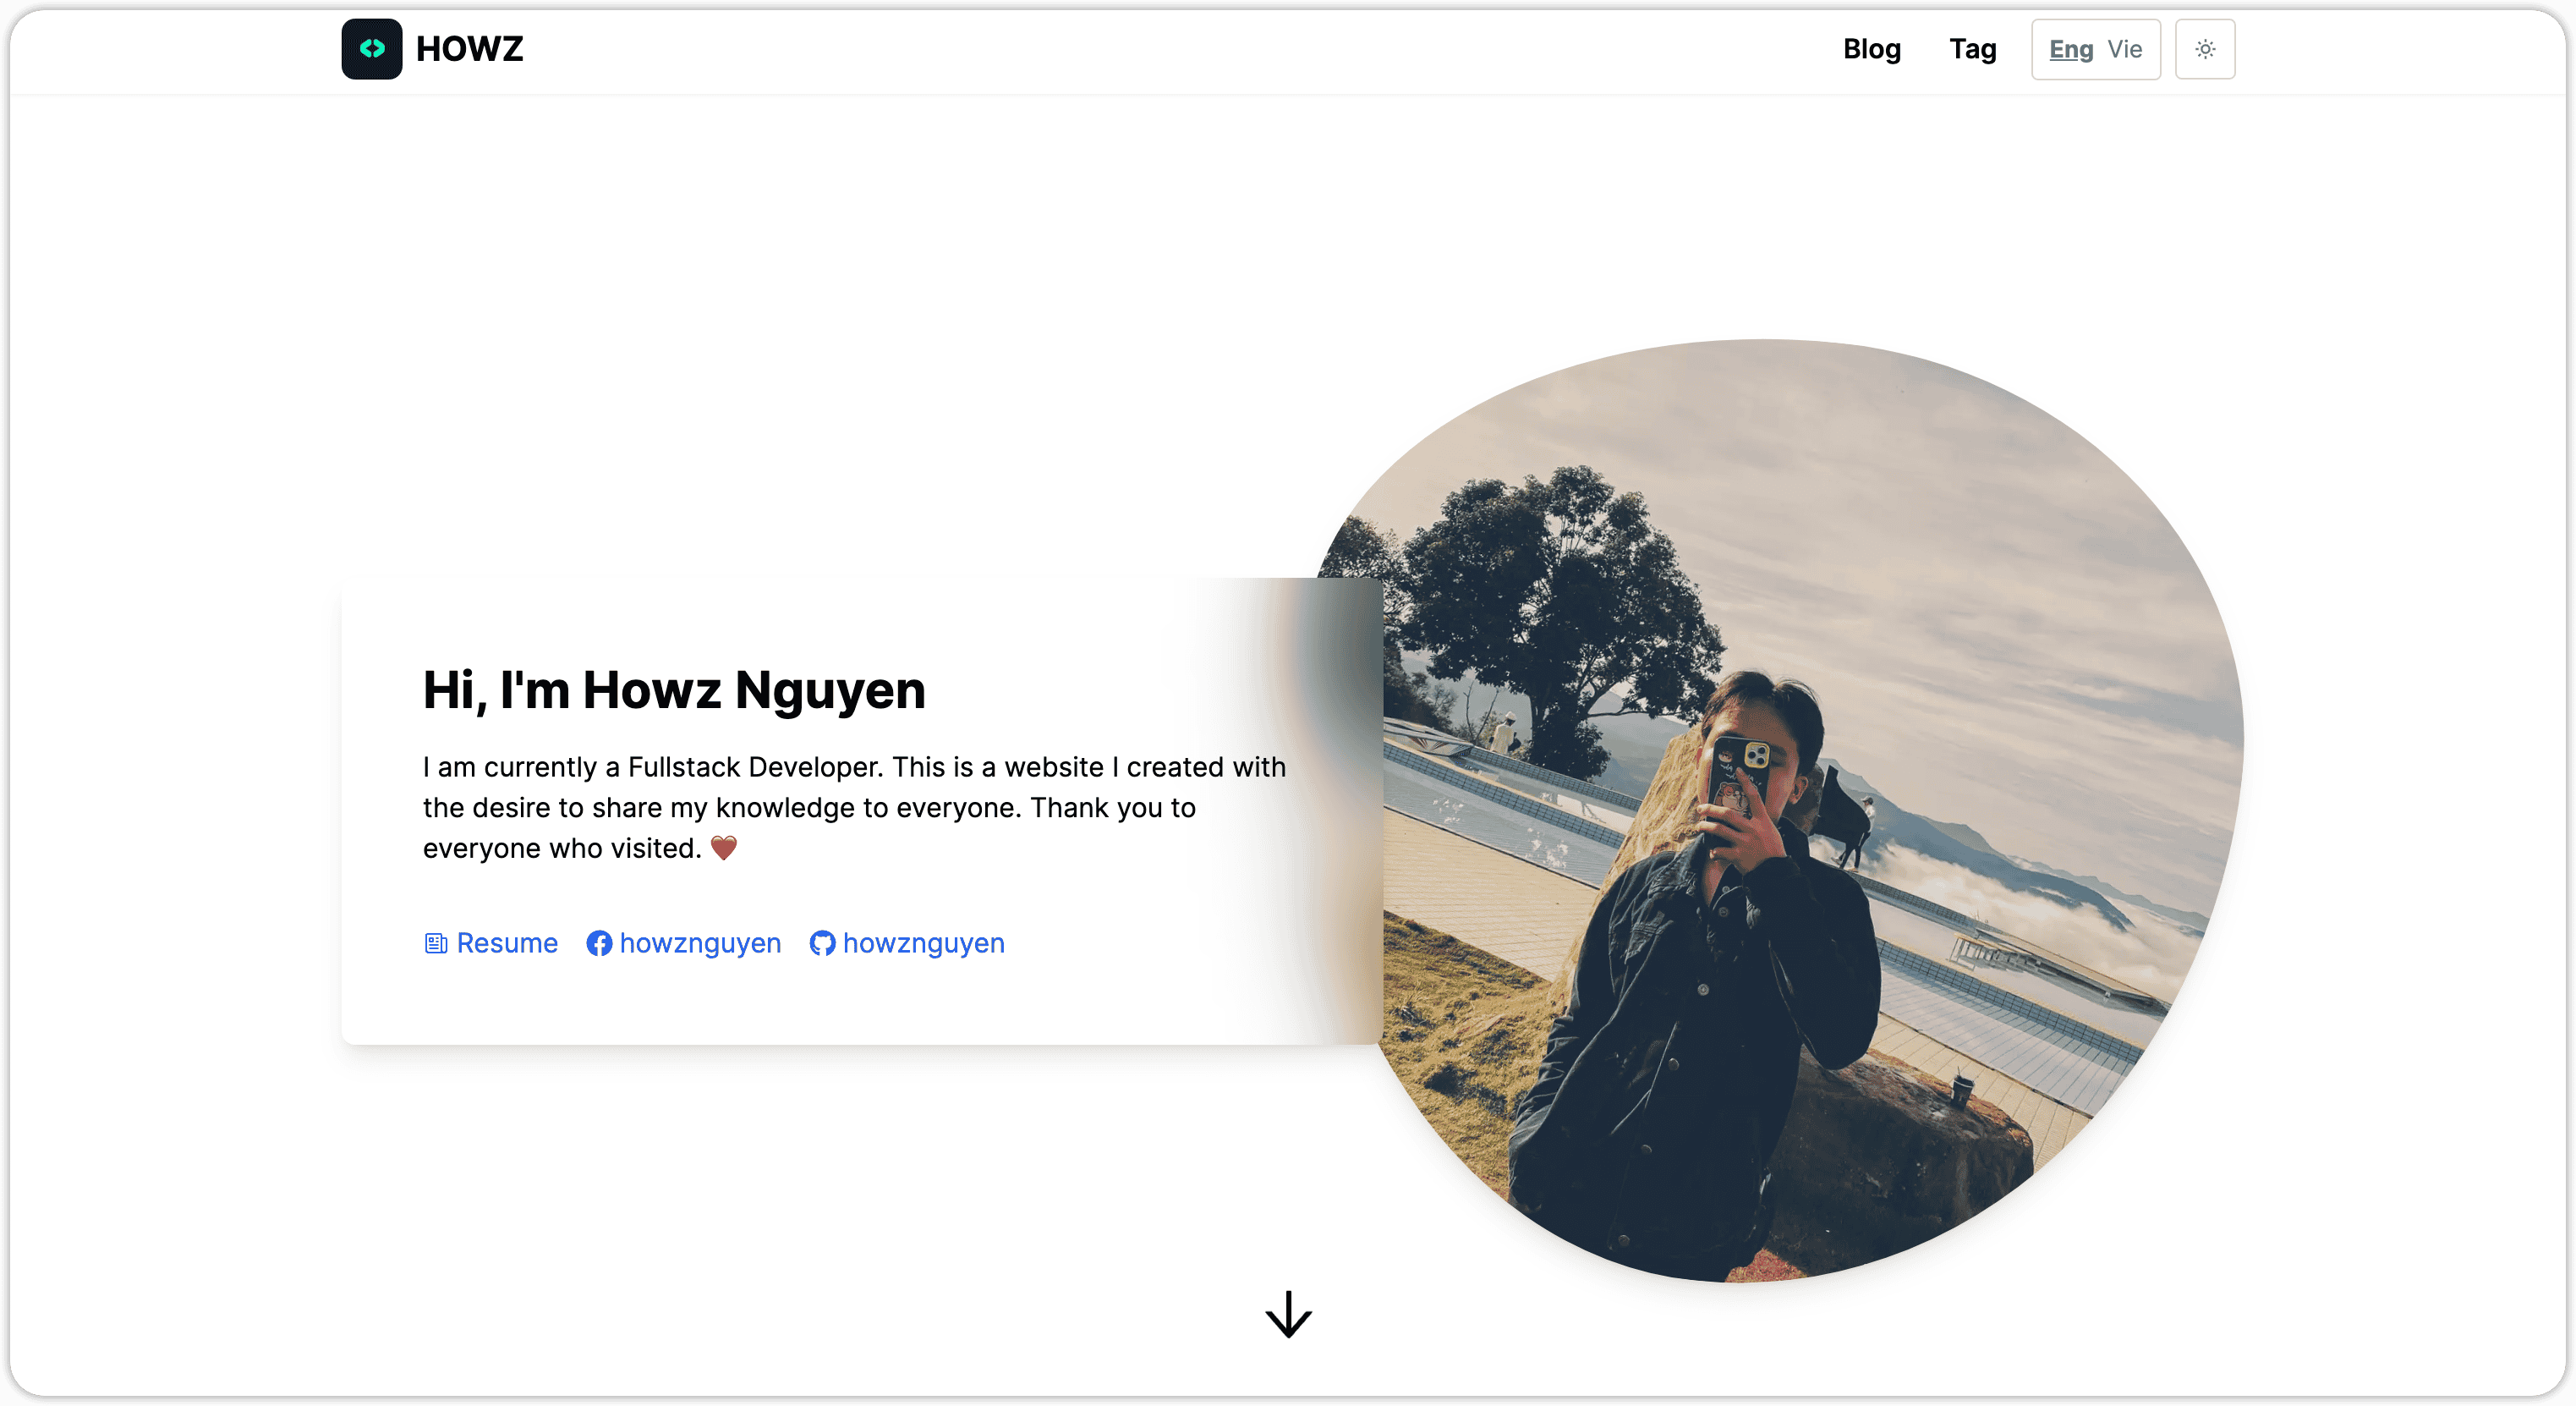 HOWZ
Blog
Tag
Eng Vie
Hi, I'm Howz Nguyen
I am currently a Fullstack Developer. This is a website I created with
the desire to share my knowledge to everyone. Thank you to
everyone who visited. ❤️
Resume howznguyen howznguyen